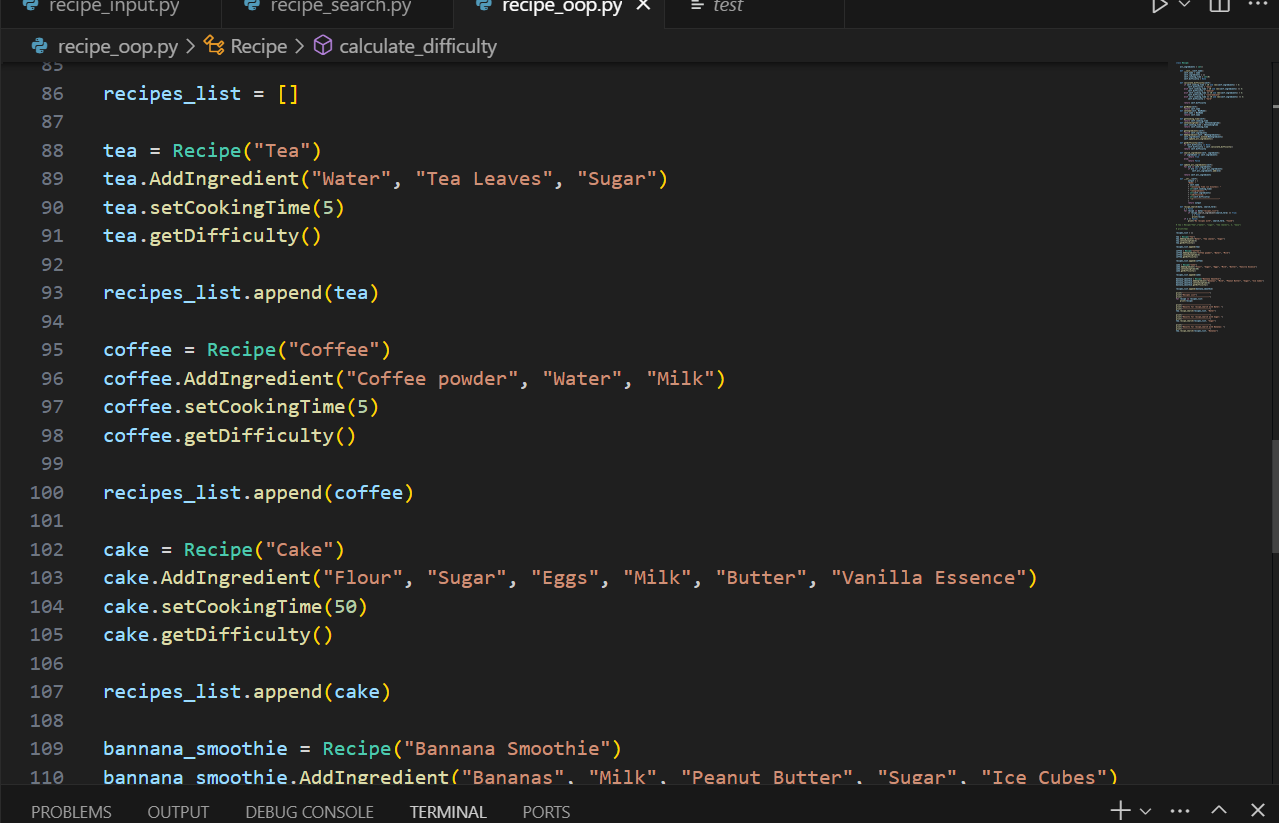 recipe_input.py recipe_search.py recipe_oop.py test
recipe_oop.py > Recipe > calculate_difficulty
85
86 recipes_list = []
87
88 tea = Recipe("Tea")
89 tea.AddIngredient("Water", "Tea Leaves", "Sugar")
90 tea.setCookingTime(5)
91 tea.getDifficulty()
92
93 recipes_list.append(tea)
94
95 coffee = Recipe("Coffee")
96 coffee.AddIngredient("Coffee powder", "Water", "Milk")
97 coffee.setCookingTime(5)
98 coffee.getDifficulty()
99
100 recipes_list.append(coffee)
101
102 cake = Recipe("Cake")
103 cake.AddIngredient("Flour", "Sugar", "Eggs", "Milk", "Butter", "Vanilla Essence")
104 cake.setCookingTime(50)
105 cake.getDifficulty()
106
107 recipes_list.append(cake)
108
109 bannana_smoothie = Recipe("Bannana Smoothie")
110 bannana_smoothie.AddIngredient("Bananas", "Milk", "Peanut Butter", "Sugar", "Ice Cubes")
PROBLEMS OUTPUT DEBUG CONSOLE TERMINAL PORTS